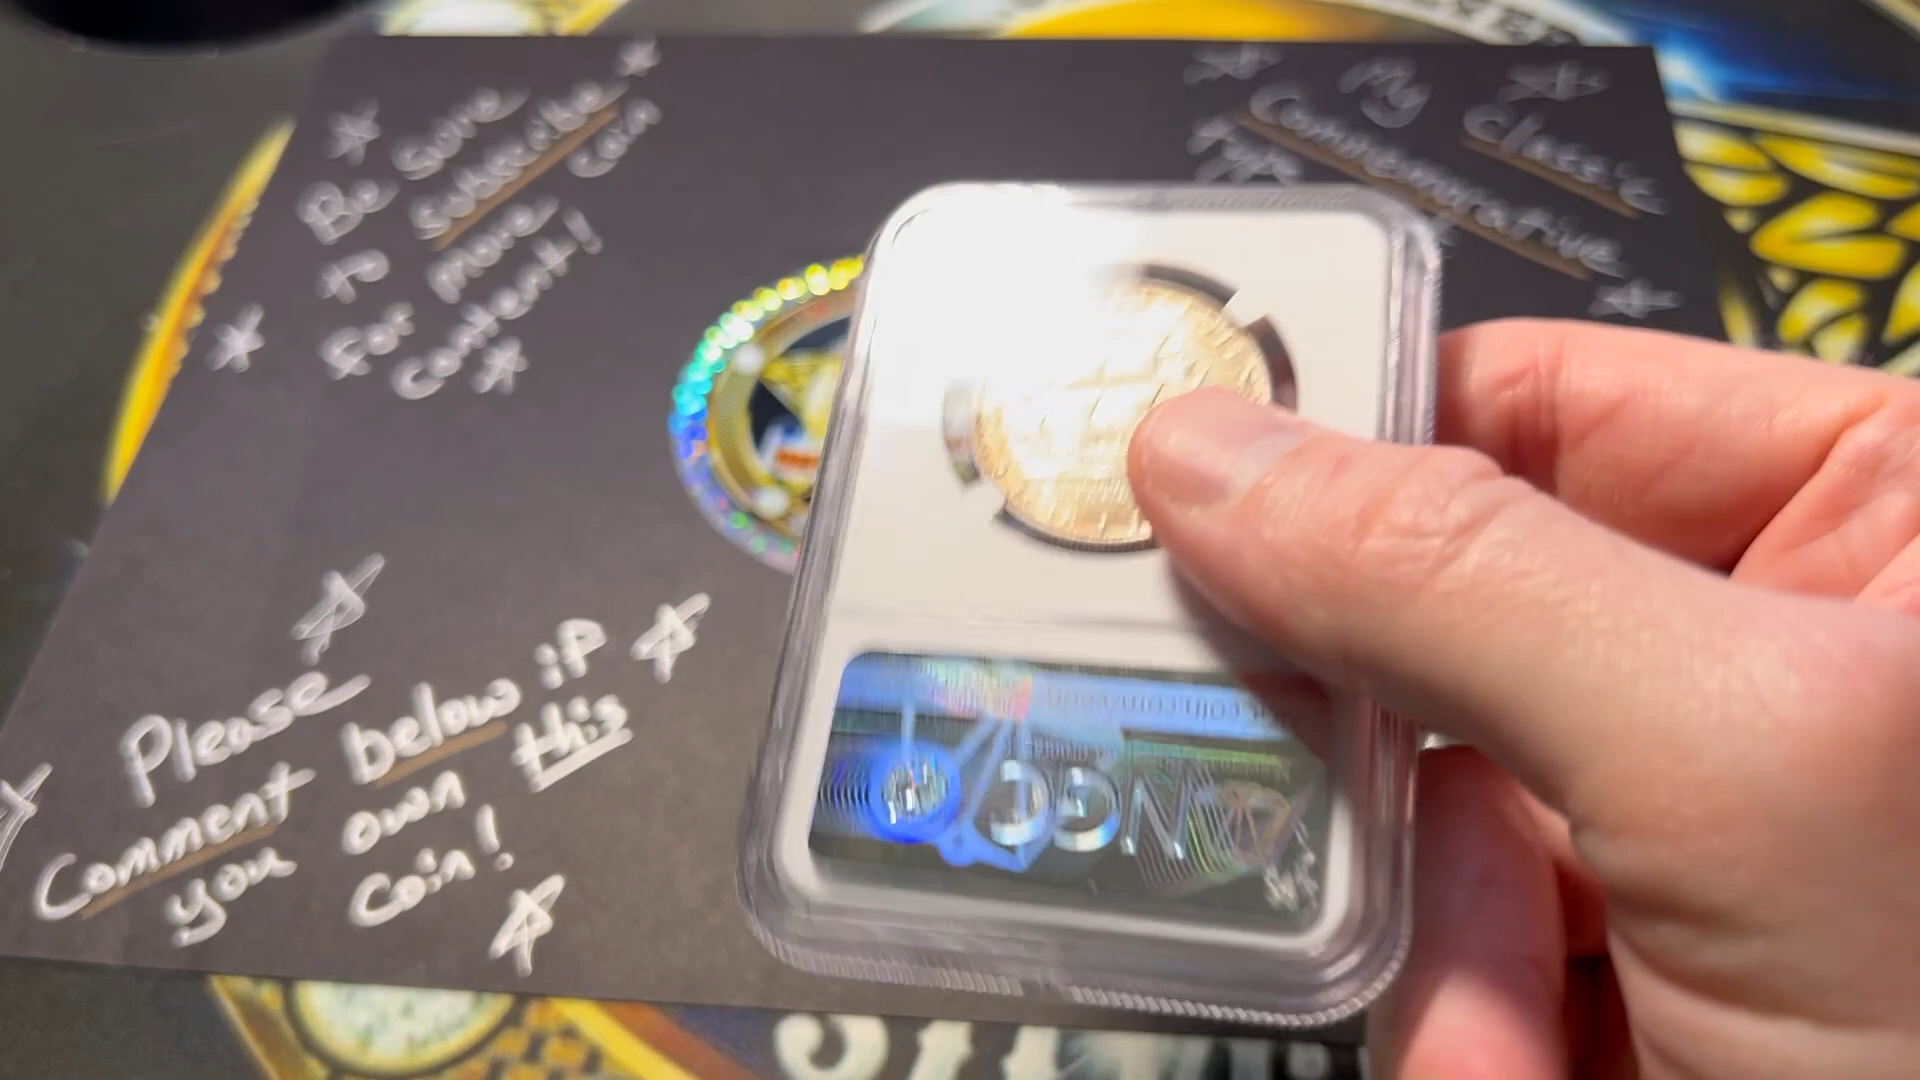 Be sure
to subscribe
for more coin
content!
My Classic
Commemorative
Type
Please
Comment below if
you own this
coin!
NGC